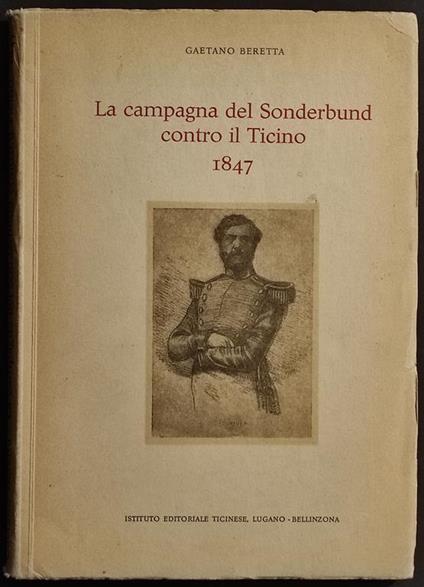 GAETANO BERETTA
La campagna del Sonderbund
contro il Ticino
1847
ISTITUTO EDITORIALE TICINESE, LUGANO - BELLINZONA